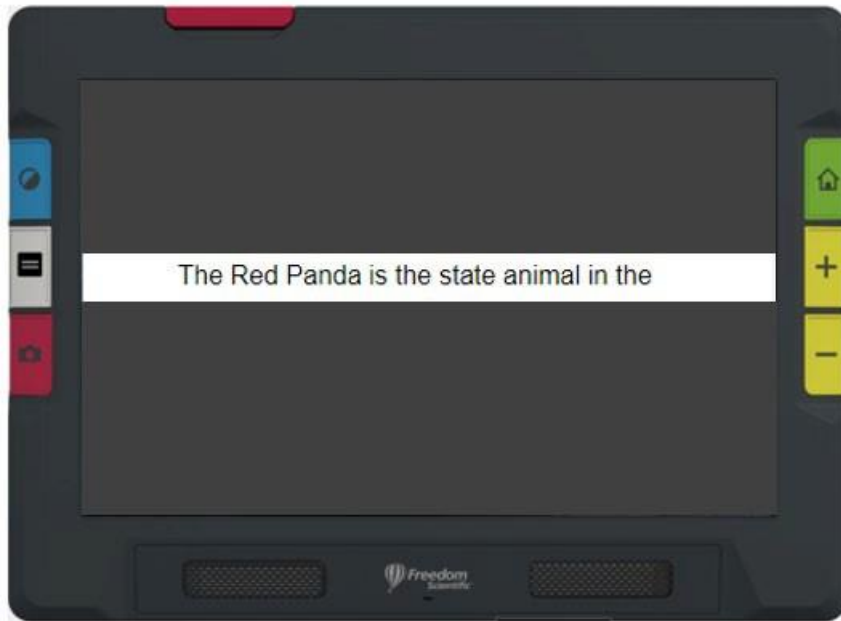 The Red Panda is the state animal in the
Freedom
Scientific